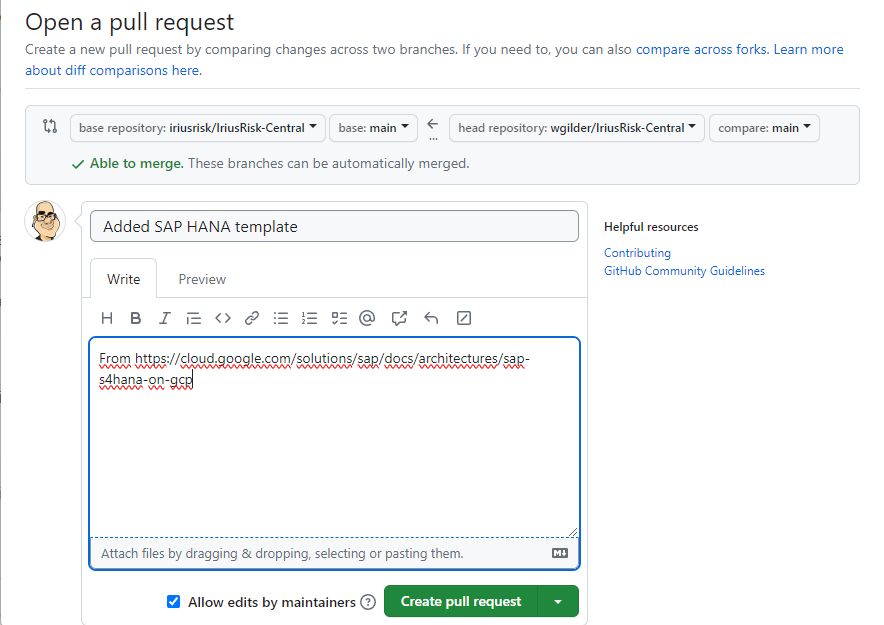 Open a pull request
Create a new pull request by comparing changes across two branches. If you need to, you can also compare across forks. Learn more
about diff comparisons here.
base repository: iriusrisk/IriusRisk-Central base: main ... head repository: wgilder/IriusRisk-Central compare: main
Able to merge. These branches can be automatically merged.
Added SAP HANA template
Helpful resources
Contributing
GitHub Community Guidelines
Write Preview
From https://cloud.google.com/solutions/sap/docs/architectures/sap-
s4hana-on-gcp
Attach files by dragging & dropping, selecting or pasting them.
Allow edits by maintainers
Create pull request